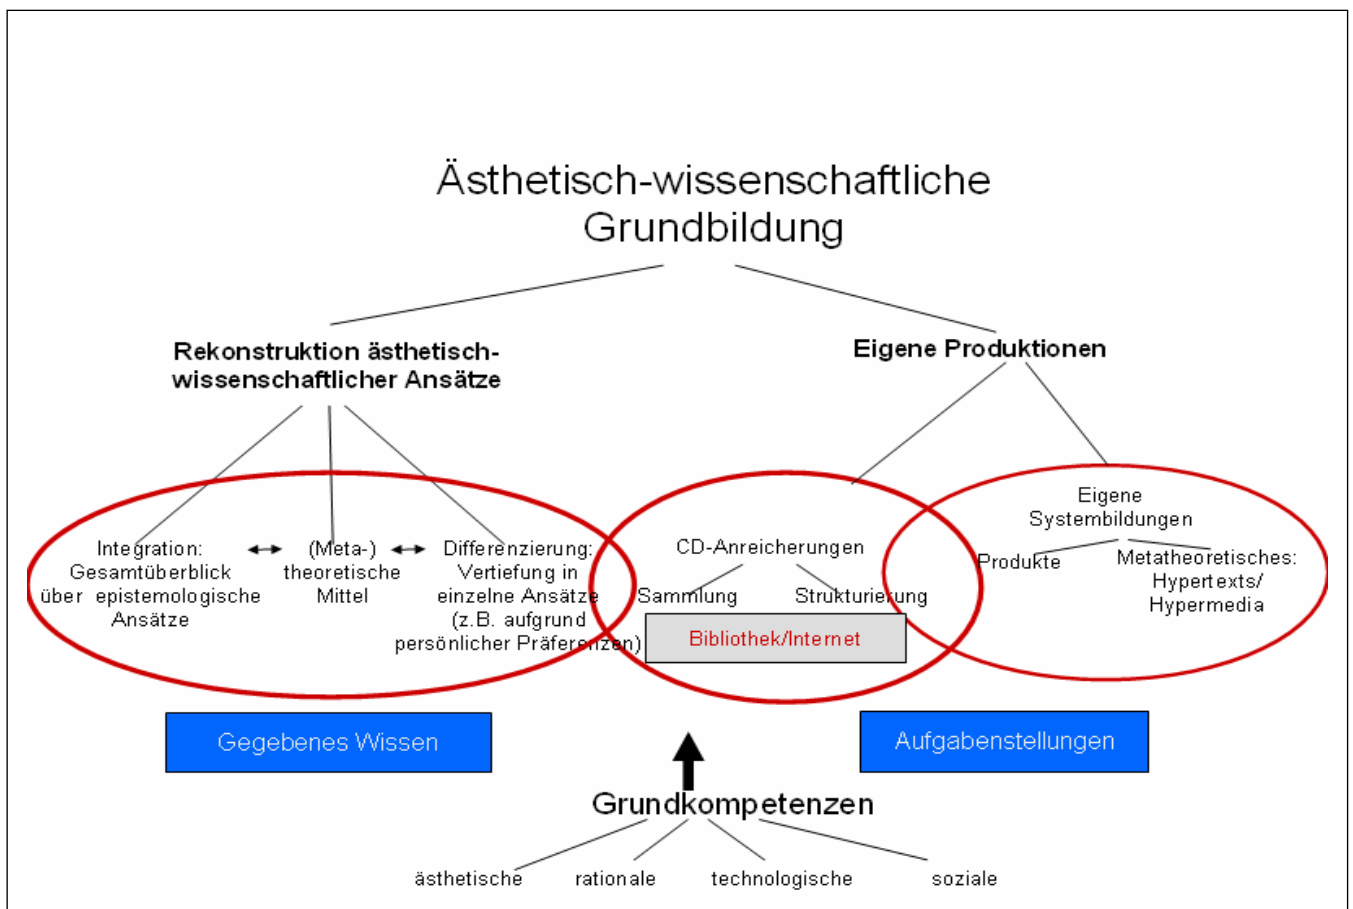 Ästhetisch-wissenschaftliche
Grundbildung
Rekonstruktion ästhetisch-
wissenschaftlicher Ansätze
Eigene Produktionen
Integration:
Gesamtüberblick
über epistemologische
Ansätze
(Meta-)
theoretische
Mittel
Differenzierung:
Vertiefung in
einzelne Ansätze
(z.B. aufgrund
persönlicher Präferenzen)
CD-Anreicherungen
Sammlung
Strukturierung
Bibliothek/Internet
Eigene
Systembildungen
Produkte
Metatheoretisches:
Hypertexts/
Hypermedia
Gegebenes Wissen
Aufgabenstellungen
Grundkompetenzen
ästhetische
rationale
technologische
soziale